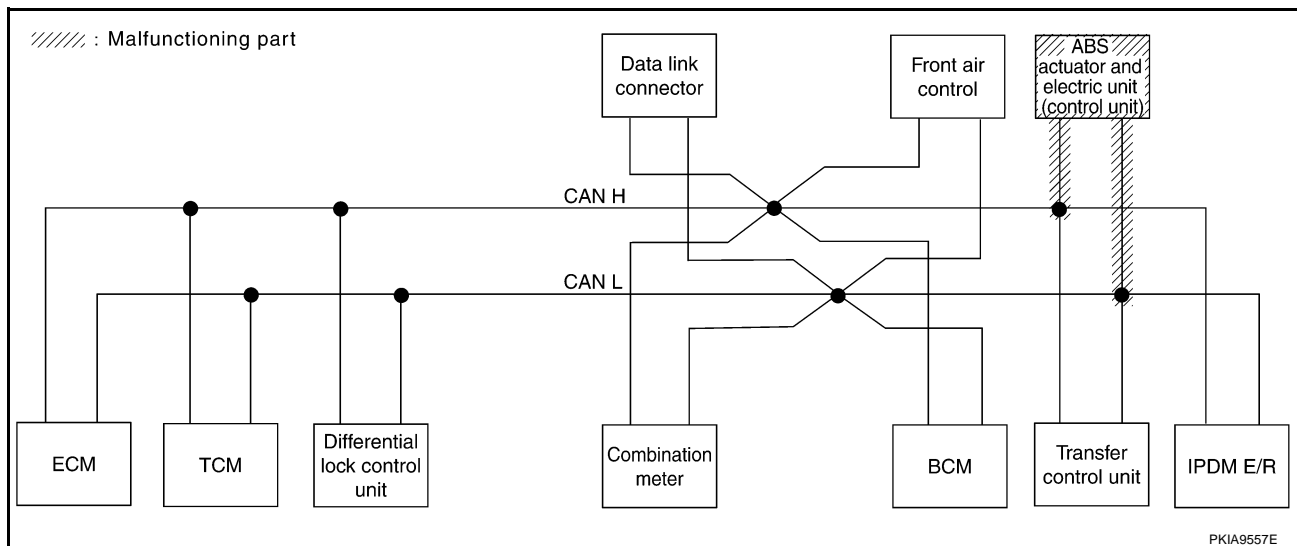 : Malfunctioning part
Data link
connector
Front air
control
ABS
actuator and
electric unit
(control unit)
CAN H
CAN L
ECM
TCM
Differential
lock control
unit
Combination
meter
BCM
Transfer
control unit
IPDM E/R
PKIA9557E